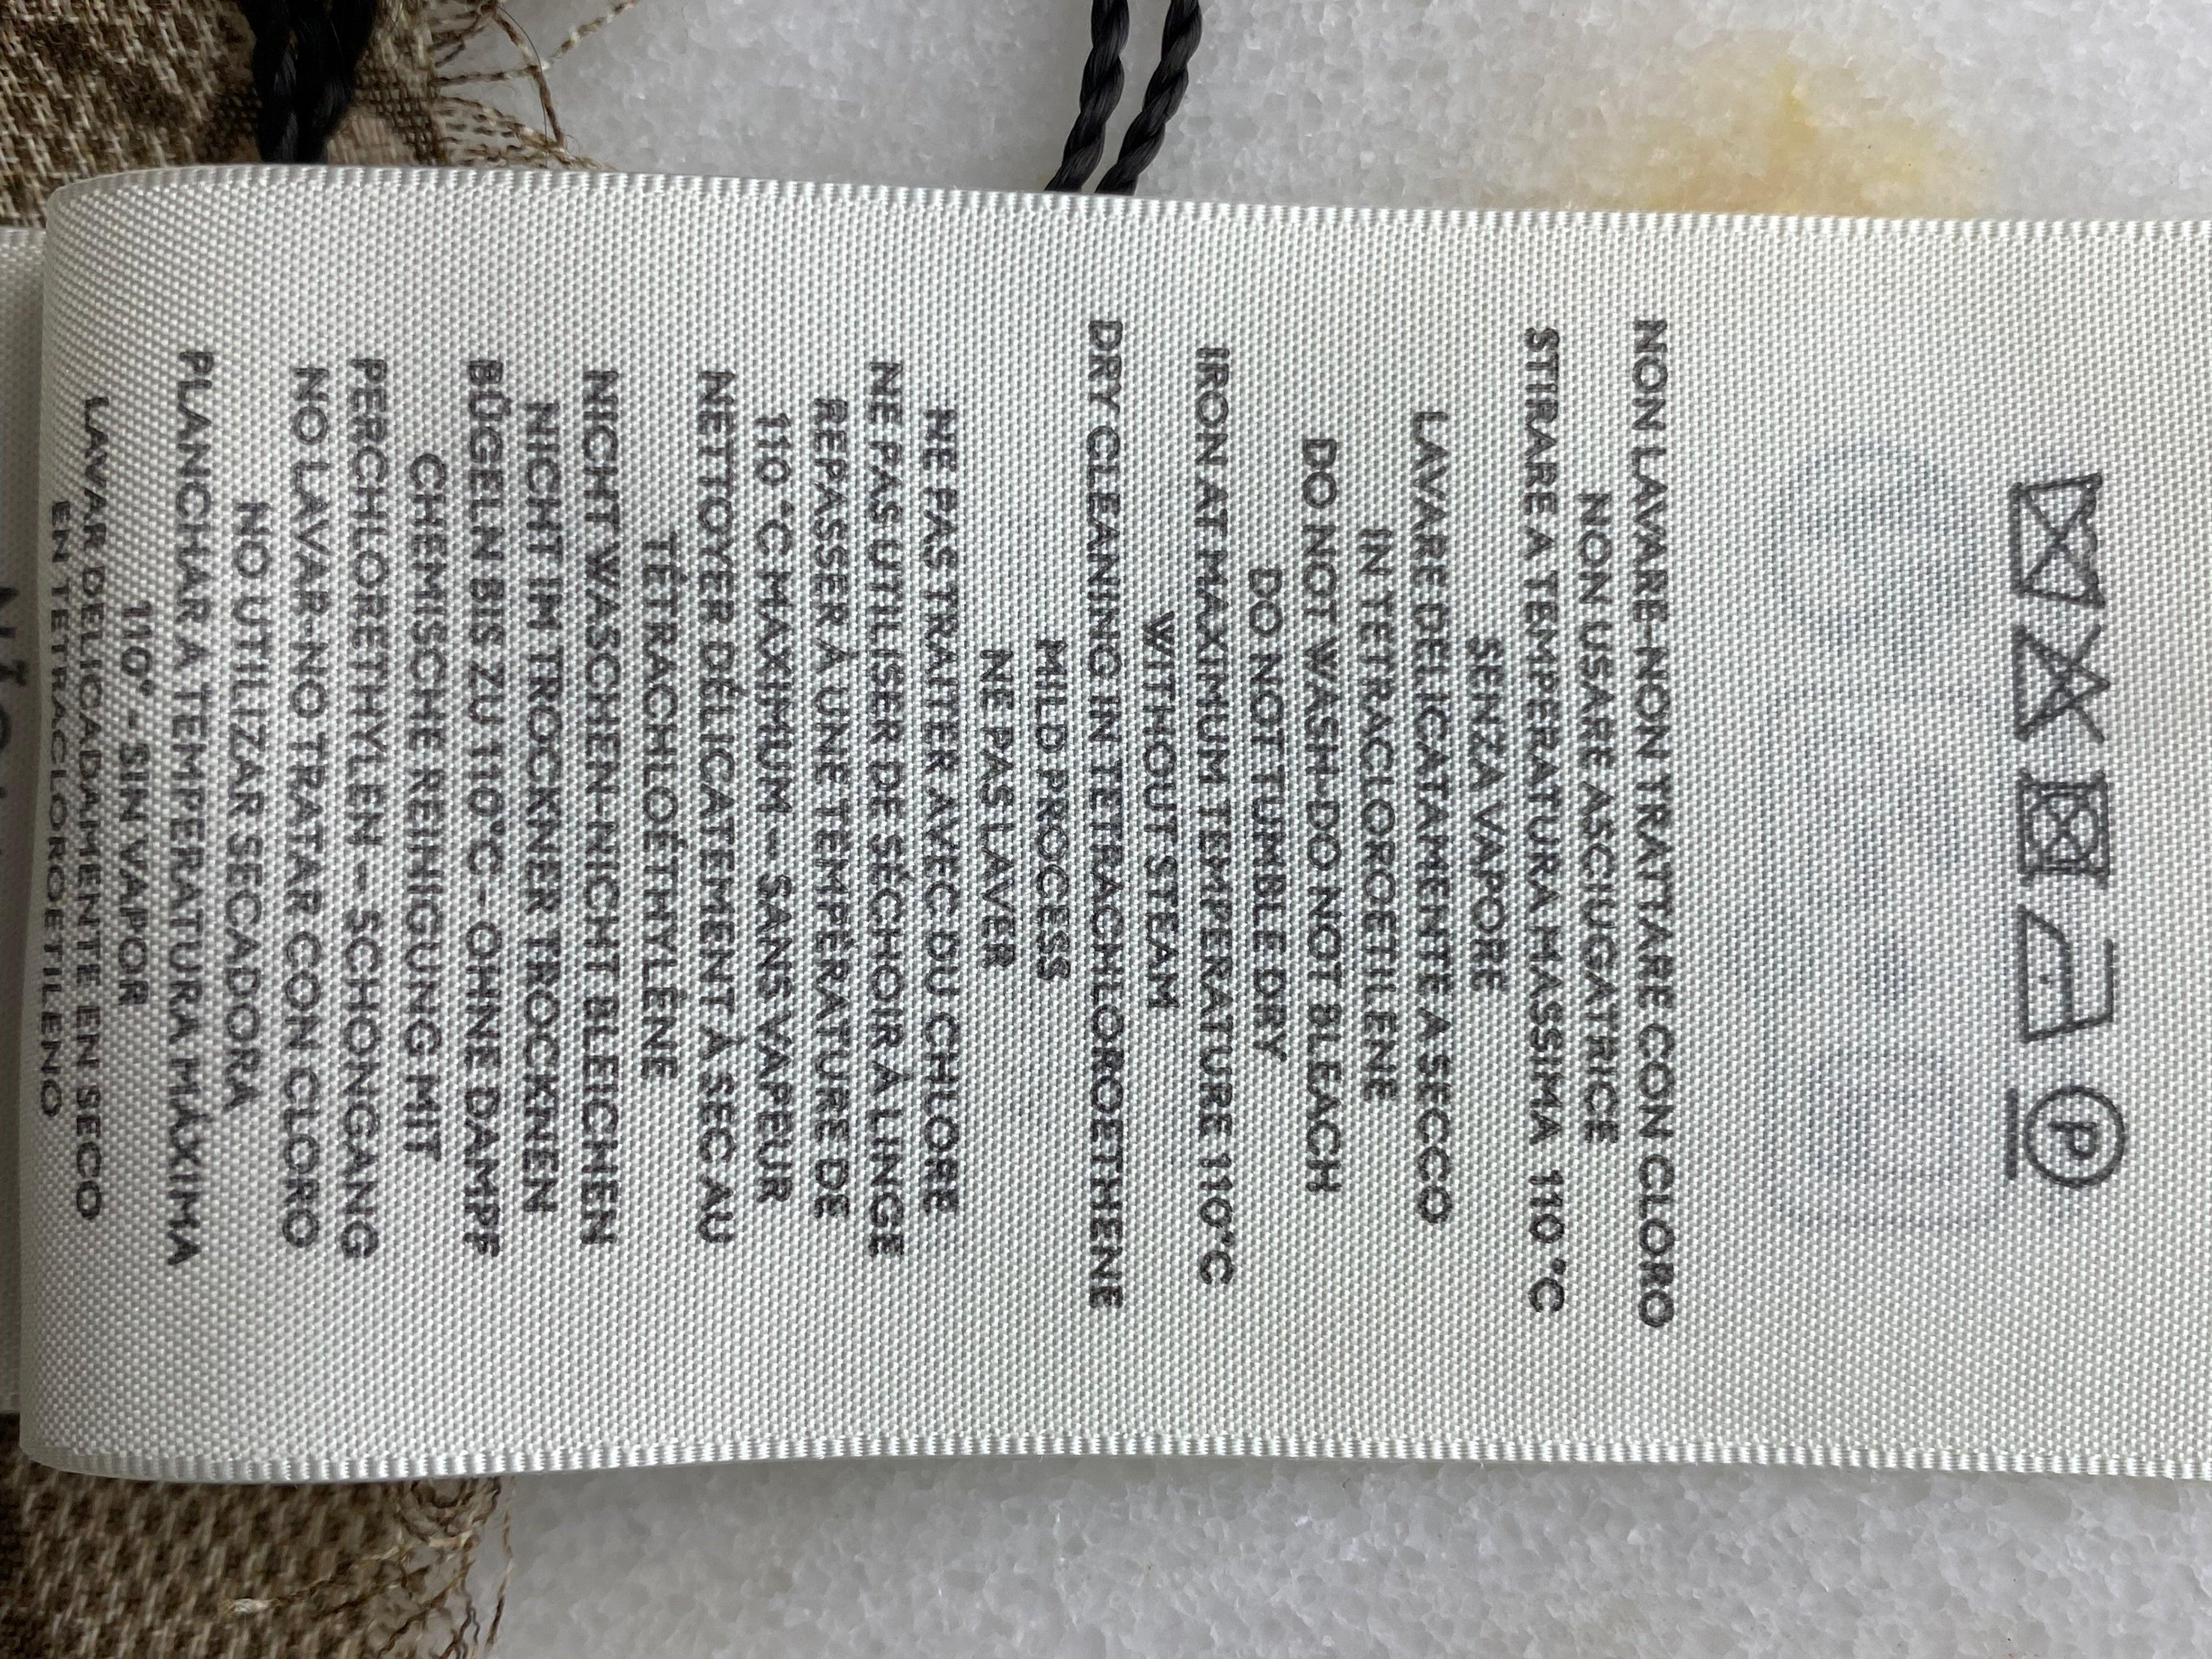 NON LAVARE-NON TRATTARE CON CLORO
NON USARE ASCIUGATRICE
STIRARE A TEMPERATURA MASSIMA 110°C
SENZA VAPORE
LAVARE DELICATAMENTE A SECCO
IN TETRACLOROETILENE
DO NOT WASH-DO NOT BLEACH
DO NOT TUMBLE DRY
IRON AT MAXIMUM TEMPERATURE 110°C
WITHOUT STEAM
DRY CLEANING IN TETRACHLOROETHENE
MILD PROCESS
NE PAS LAVER
NE PAS TRAITER AVEC DU CHLORE
NE PAS UTILISER DE SÉCHOIR À LINGE
REPASSER À UNE TEMPÉRATURE DE
110 °C MAXIMUM – SANS VAPEUR
NETTOYER DÉLICATEMENT À SEC AU
TÉTRACHLOÉTHYLÈNE
NICHT WASCHEN-NICHT BLEICHEN
NICHT IM TROCKNER TROCKNEN
BÜGELN BIS ZU 110°C - OHNE DAMPF
CHEMISCHE REINIGUNG MIT
PERCHLORETHYLEN – SCHONGANG
NO LAVAR-NO TRATAR CON CLORO
NO UTILIZAR SECADORA
PLANCHAR A TEMPERATURA MÁXIMA
110° - SIN VAPOR
LAVAR DELICADAMENTE EN SECO
EN TETRACLOROETILENO